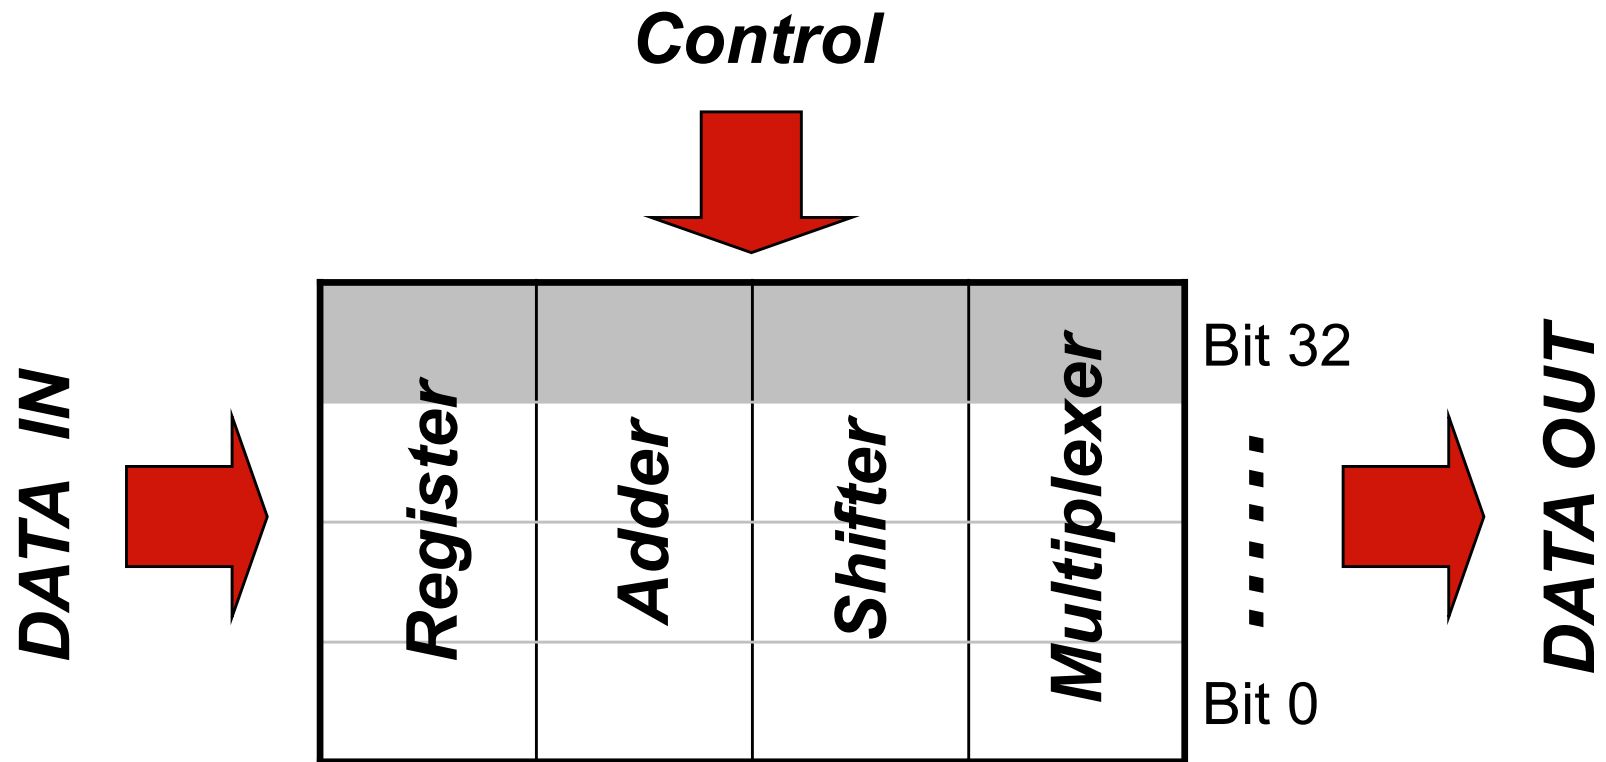 Control
DATA IN
Register
Adder
Shifter
Multiplexer
Bit 32
Bit 0
DATA OUT